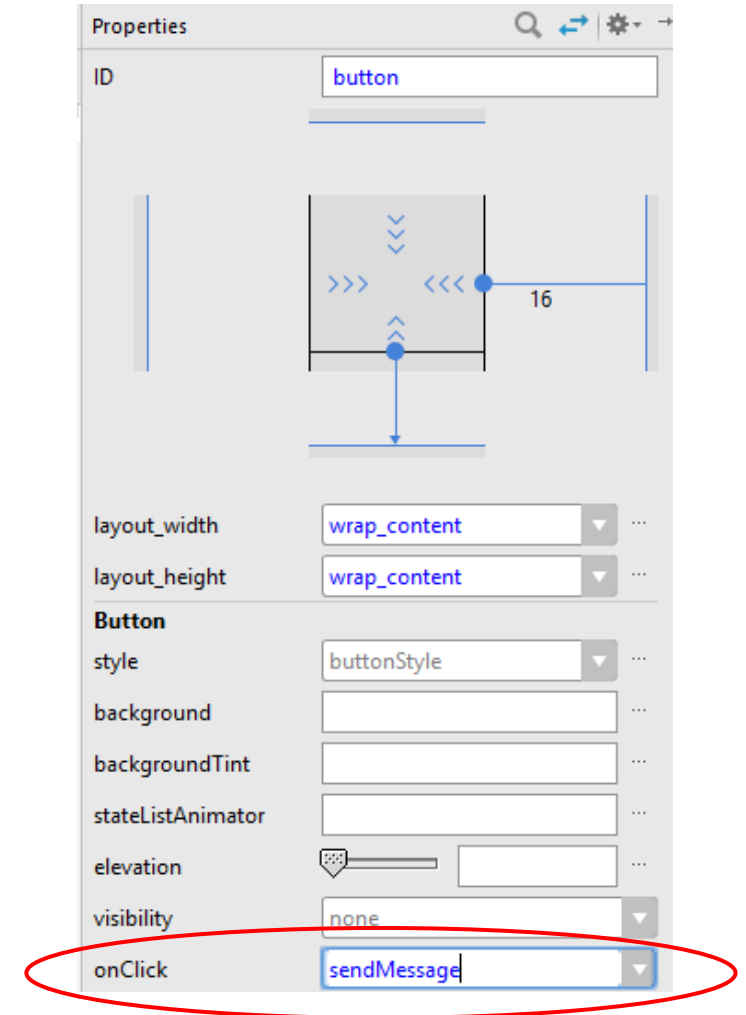 Properties
ID button
16
layout_width wrap_content
layout_height wrap_content
Button
style buttonStyle
background
backgroundTint
stateListAnimator
elevation
visibility none
onClick sendMessage